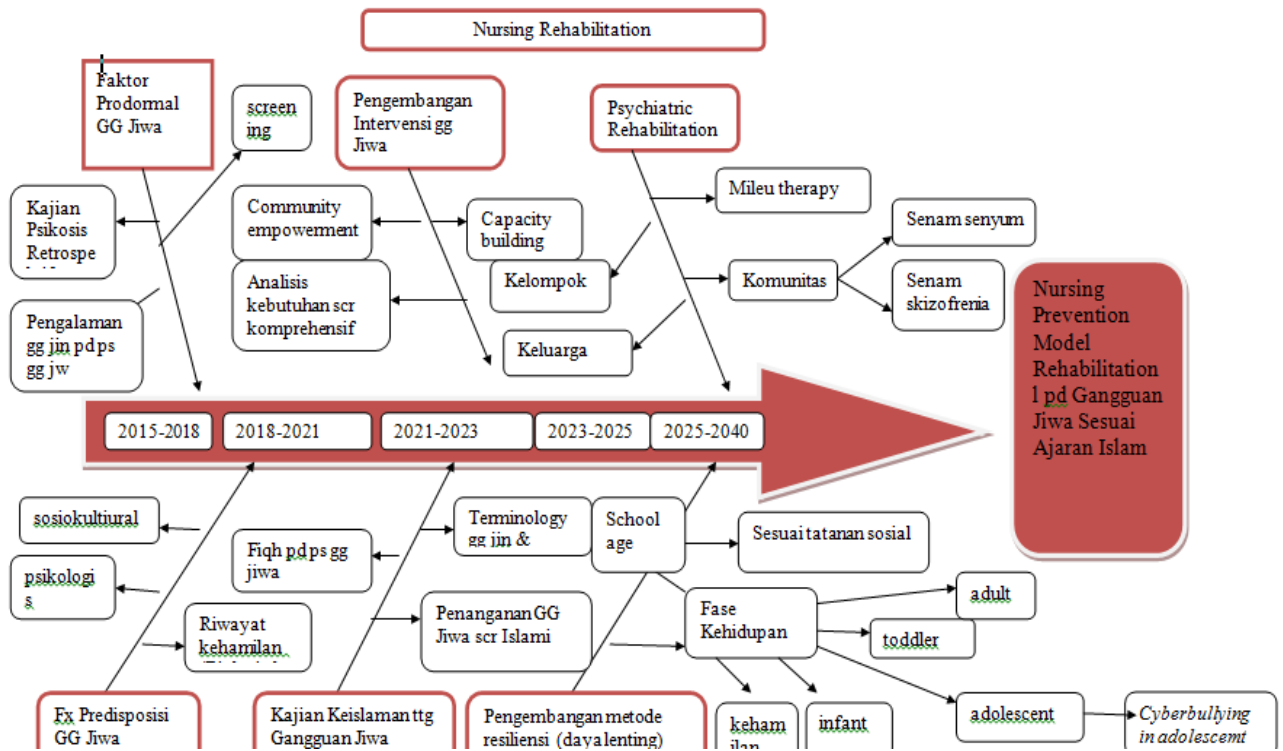 Nursing Rehabilitation
Faktor
Prodormal
GG Jiwa
screen
ing
Pengembangan
Intervensi gg
Jiwa
Psychiatric
Rehabilitation
Kajian
Psikosis
Retrospe
Community
empowerment
Capacity
building
Mileu therapy
Senam senyum
Analisis
kebutuhan scr
komprehensif
Kelompok
Komunitas
Senam
skizofrenia
Pengalaman
gg jin pd ps
gg jw
Keluarga
Nursing
Prevention
Model
Rehabilitation
l pd Gangguan
Jiwa Sesuai
Ajaran Islam
2015-2018
2018-2021
2021-2023
2023-2025
2025-2040
sosiokultiural
Terminology
gg jin &
School
age
Sesuai tatanan sosial
Fiqh pd ps gg
jiwa
psikologi
s
Riwayat
kehamilan
Penanganan GG
Jiwa scr Islami
Fase
Kehidupan
adult
toddler
Fx Predisposisi
GG Jiwa
Kajian Keislaman ttg
Gangguan Jiwa
Pengembangan metode
resiliensi (daya lenting)
keham
ilan
infant
adolescent
Cyberbullying
in adolescemt